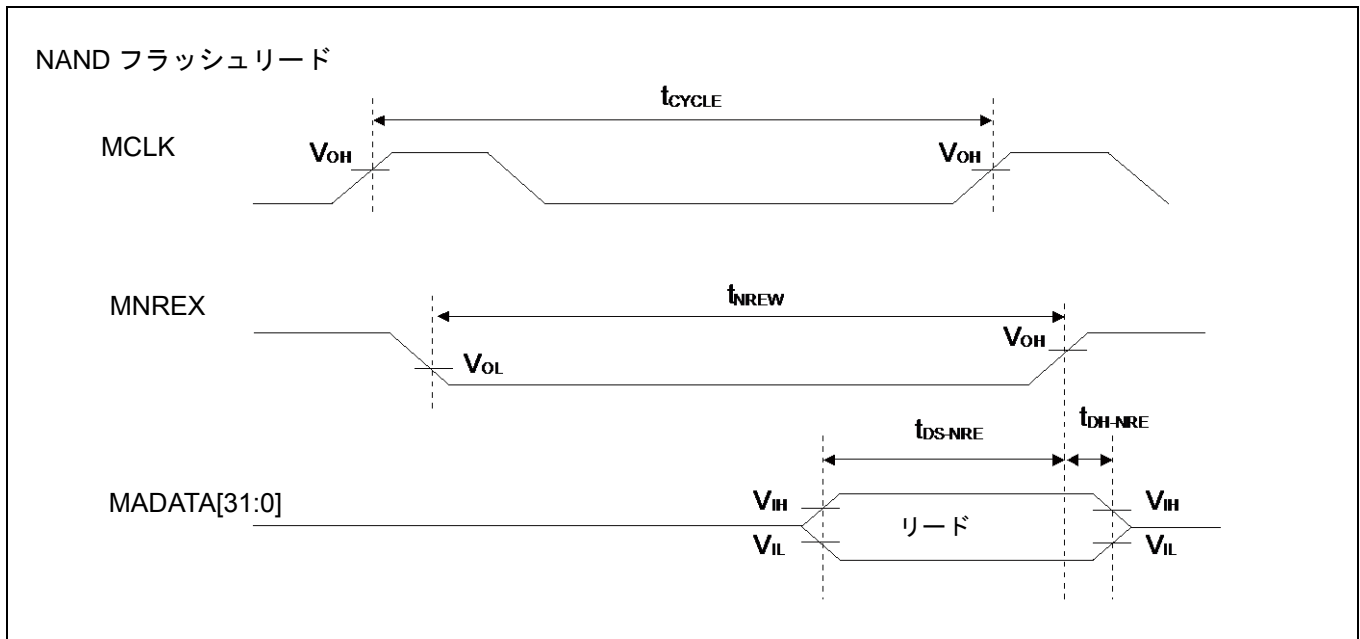 NAND フラッシュリード
tCYCLE
MCLK
VOH
VOH
MNREX
tNREW
VOH
VOL
tDS-NRE
tDH-NRE
MADATA[31:0]
VIH
リード
VIH
VIL
VIL